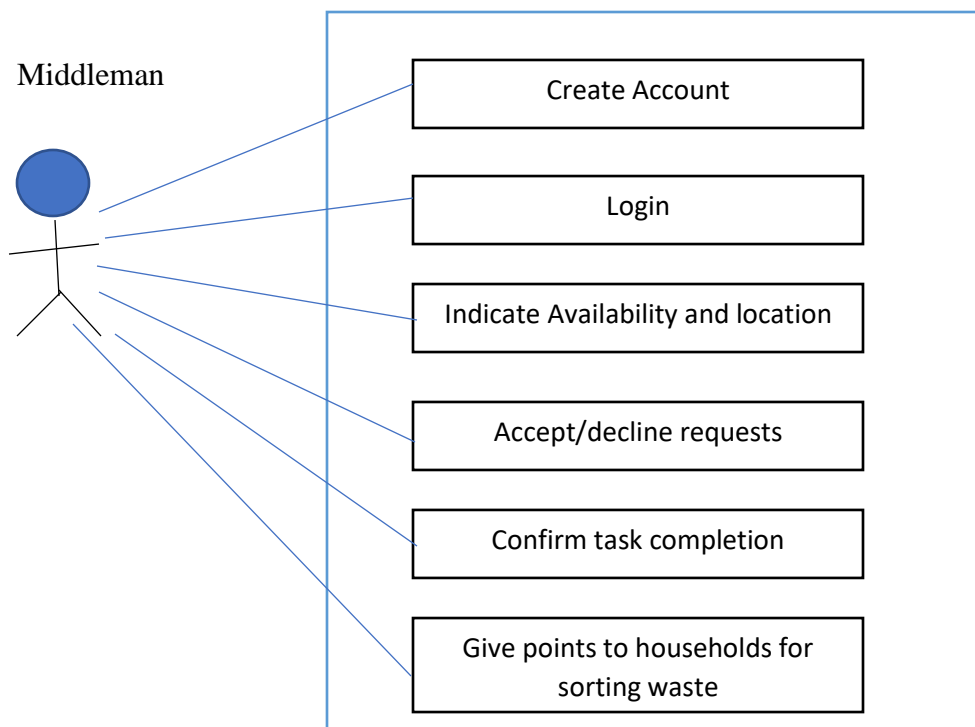 Middleman
Create Account
Login
Indicate Availability and location
Accept/decline requests
Confirm task completion
Give points to households for
sorting waste